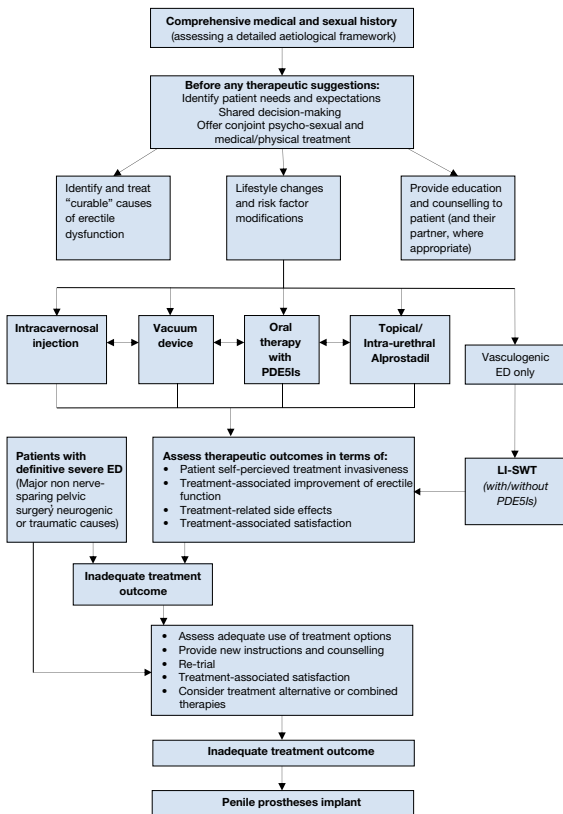 Comprehensive medical and sexual history
(assessing a detailed aetiological framework)
Before any therapeutic suggestions:
Identify patient needs and expectations
Shared decision-making
Offer conjoint psycho-sexual and
medical/physical treatment
Identify and treat
“curable” causes
of erectile
dysfunction
Lifestyle changes
and risk factor
modifications
Provide education
and counselling to
patient (and their
partner, where
appropriate)
Intracavernosal
injection
Vacuum
device
Oral
therapy
with
PDE5Is
Topical/
Intra-urethral
Alprostadil
Vasculogenic
ED only
Patients with
definitive severe ED
(Major non nerve-
sparing pelvic
surgery neurogenic
or traumatic causes)
Assess therapeutic outcomes in terms of:
• Patient self-percieved treatment invasiveness
• Treatment-associated improvement of erectile
function
• Treatment-related side effects
• Treatment-associated satisfaction
LI-SWT
(with/without
PDE5Is)
Inadequate treatment
outcome
• Assess adequate use of treatment options
• Provide new instructions and counselling
• Re-trial
• Treatment-associated satisfaction
• Consider treatment alternative or combined
therapies
Inadequate treatment outcome
Penile prostheses implant